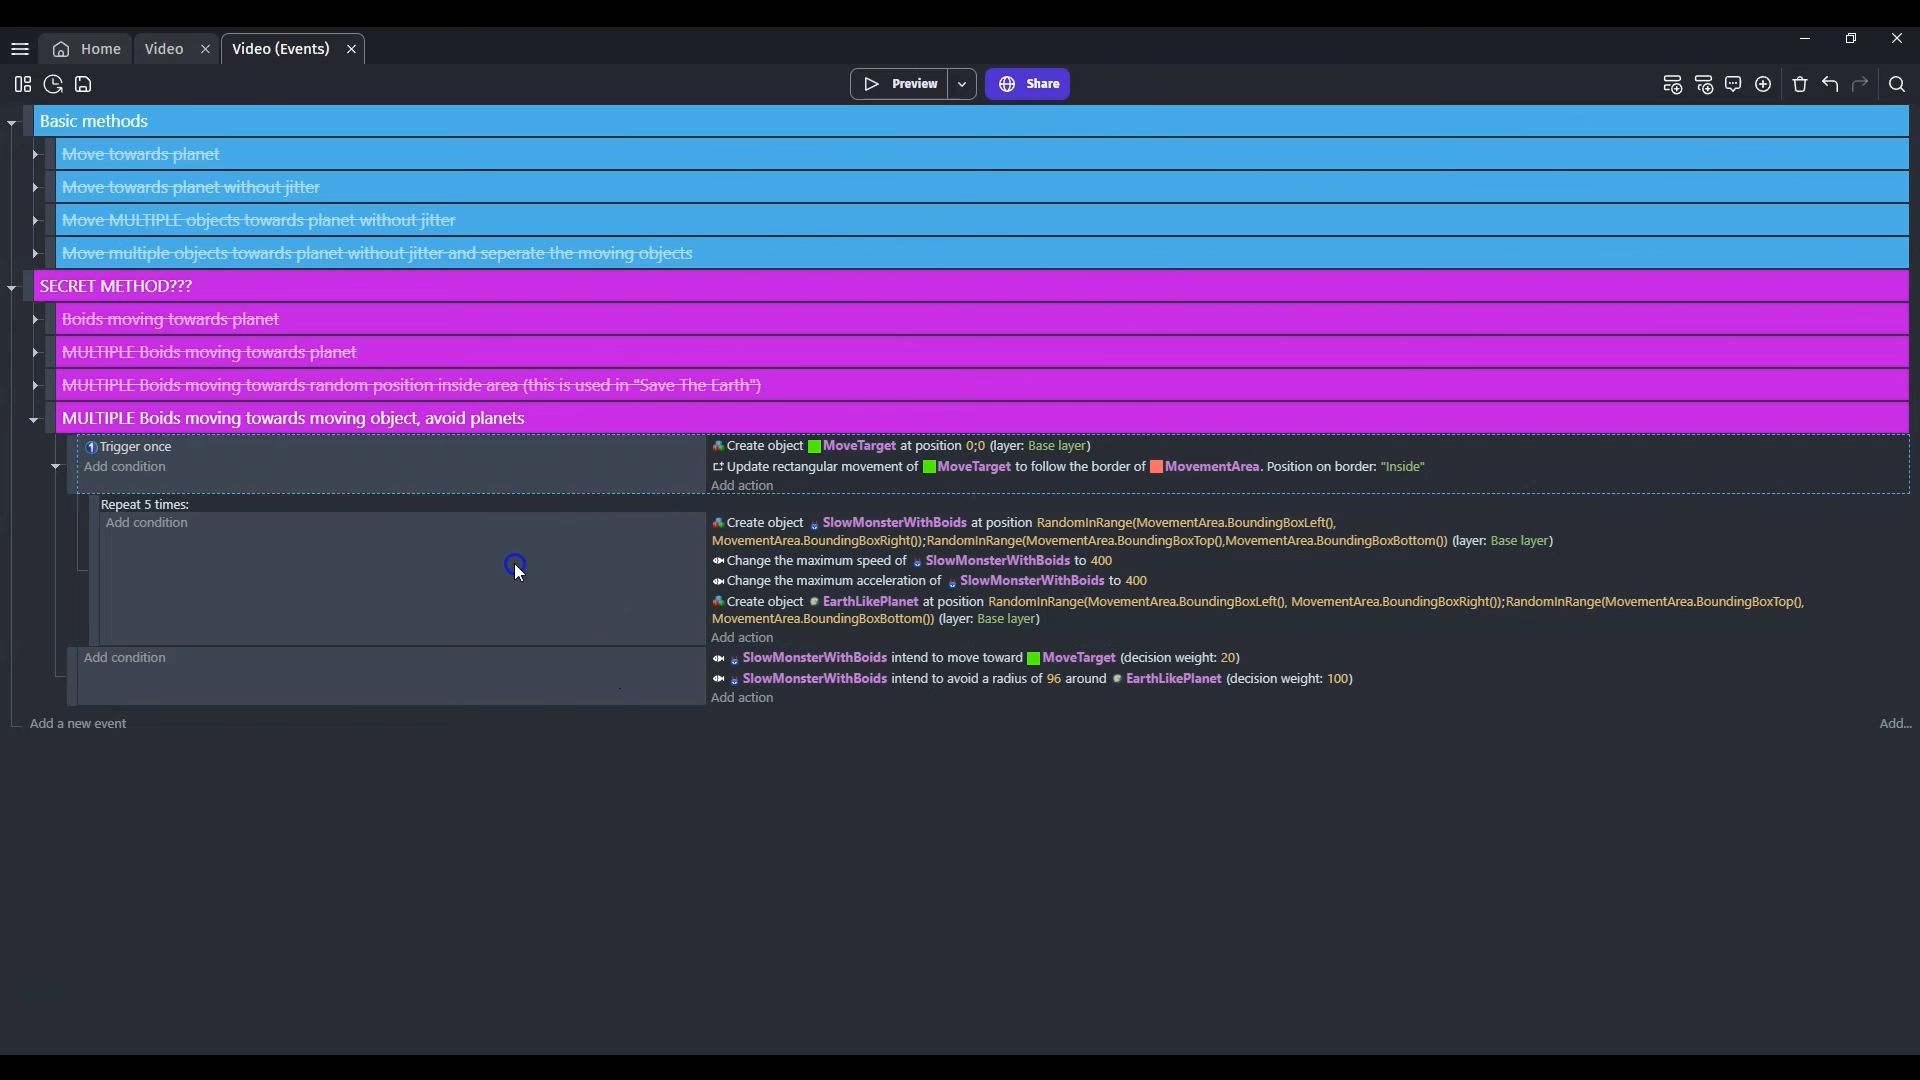 Home
Video
Video (Events)
Preview
Share
Basic methods
Move towards planet
Move towards planet without jitter
Move MULTIPLE objects towards planet without jitter
Move multiple objects towards planet without jitter and seperate the moving objects
SECRET METHOD???
Boids moving towards planet
MULTIPLE Boids moving towards planet
MULTIPLE Boids moving towards random position inside area (this is used in "Save The Earth")
MULTIPLE Boids moving towards moving object, avoid planets
Trigger once
Add condition
Create object MoveTarget at position 0;0 (layer: Base layer)
Update rectangular movement of MoveTarget to follow the border of MovementArea. Position on border: "Inside"
Add action
Repeat 5 times:
Add condition
Create object SlowMonsterWithBoids at position RandomInRange(MovementArea.BoundingBoxLeft(),
MovementArea.BoundingBoxRight());RandomInRange(MovementArea.BoundingBoxTop(),MovementArea.BoundingBoxBottom()) (layer: Base layer)
Change the maximum speed of SlowMonsterWithBoids to 400
Change the maximum acceleration of SlowMonsterWithBoids to 400
Create object EarthLikePlanet at position RandomInRange(MovementArea.BoundingBoxLeft(), MovementArea.BoundingBoxRight());RandomInRange(MovementArea.BoundingBoxTop(),
MovementArea.BoundingBoxBottom()) (layer: Base layer)
Add action
Add condition
SlowMonsterWithBoids intend to move toward MoveTarget (decision weight: 20)
SlowMonsterWithBoids intend to avoid a radius of 96 around EarthLikePlanet (decision weight: 100)
Add action
Add a new event
Add...